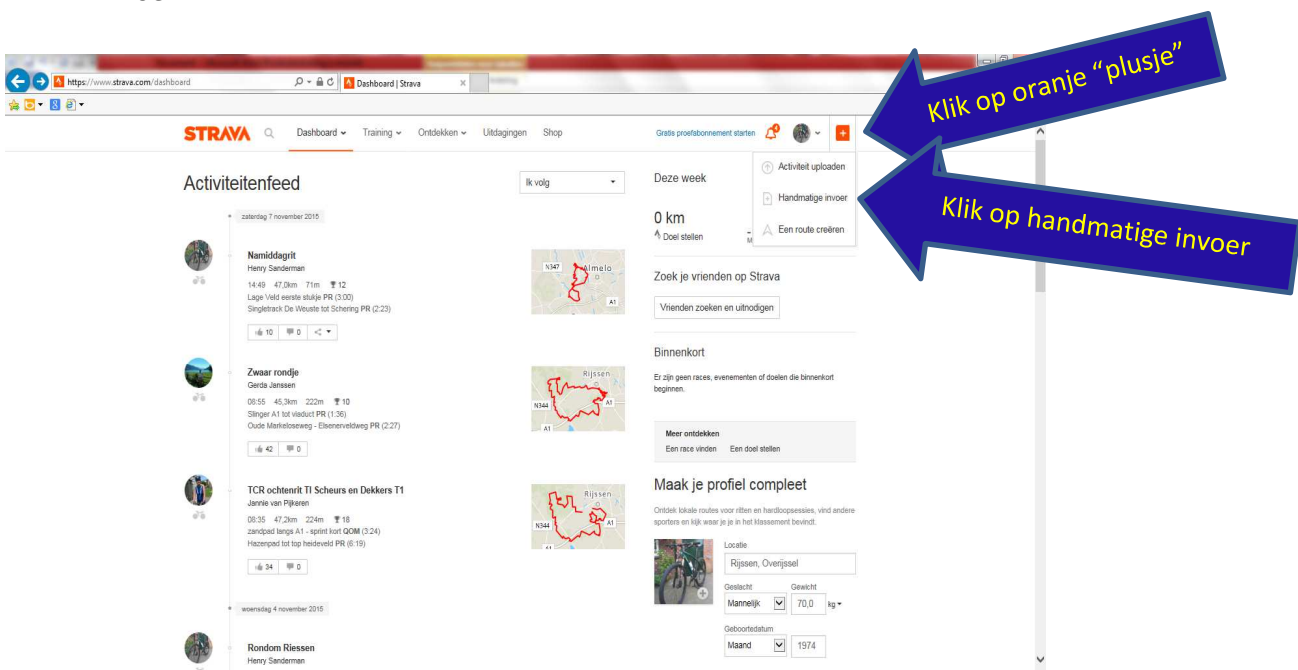 Klik op oranje “plusje”
https://www.strava.com/dashboard
Dashboard | Strava
STRAVA
Dashboard
Training
Ontdekken
Uitdagingen
Shop
Gratis proefabonnement starten
Activiteit uploaden
Handmatige invoer
Een route creëren
Klik op handmatige invoer
Activiteitenfeed
Ik volg
zaterdag 7 november 2015
Namiddagrit
Henry Sanderman
14:49 47,0km 71m 12
Lage Veld eerste stukje PR (3:00)
Singletrack De Weuste tot Schering PR (2:23)
10 0
N347
Almelo
A1
Zwaar rondje
Gerda Janssen
08:55 45,3km 222m 10
Slinger A1 tot viaduct PR (1:36)
Oude Markeloseweg - Elsenerveldweg PR (2:27)
42 0
Rijssen
N344
A1
A1
TCR ochtenrit TI Scheurs en Dekkers T1
Jannie van Pijkeren
08:35 47,2km 224m 18
zandpad langs A1 - sprint kort QOM (3:24)
Hazenpad tot top heideveld PR (6:19)
34 0
Rijssen
N344
A1
A1
woensdag 4 november 2015
Rondom Riessen
Henry Sanderman
Deze week
0 km
Doel stellen
Zoek je vrienden op Strava
Vrienden zoeken en uitnodigen
Binnenkort
Er zijn geen races, evenementen of doelen die binnenkort
beginnen.
Meer ontdekken
Een race vinden Een doel stellen
Maak je profiel compleet
Ontdek lokale routes voor ritten en hardloopsessies, vind andere
sporters en kijk waar je je in het klassement bevindt.
Locatie
Rijssen, Overijssel
Geslacht Gewicht
Mannelijk 70,0 kg
Geboortedatum
Maand 1974